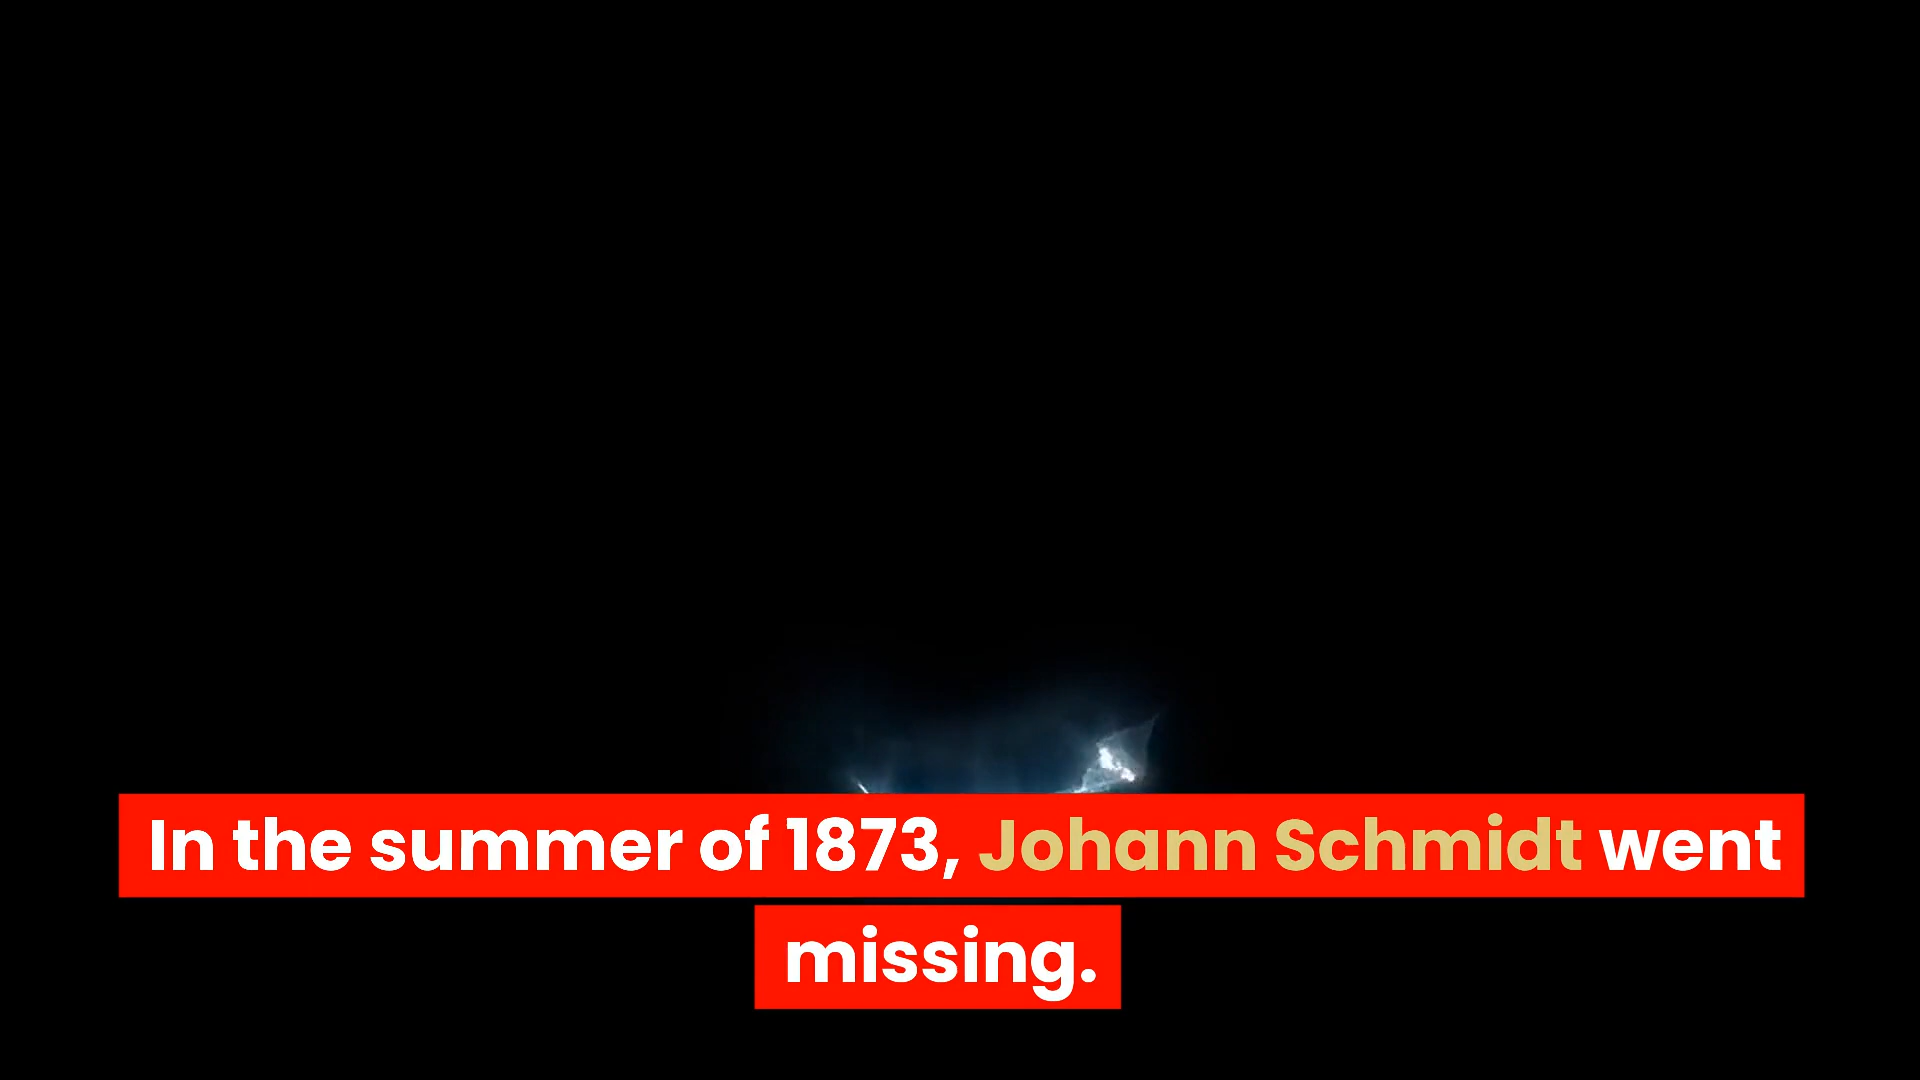 In the summer of 1873, Johann Schmidt went
missing.